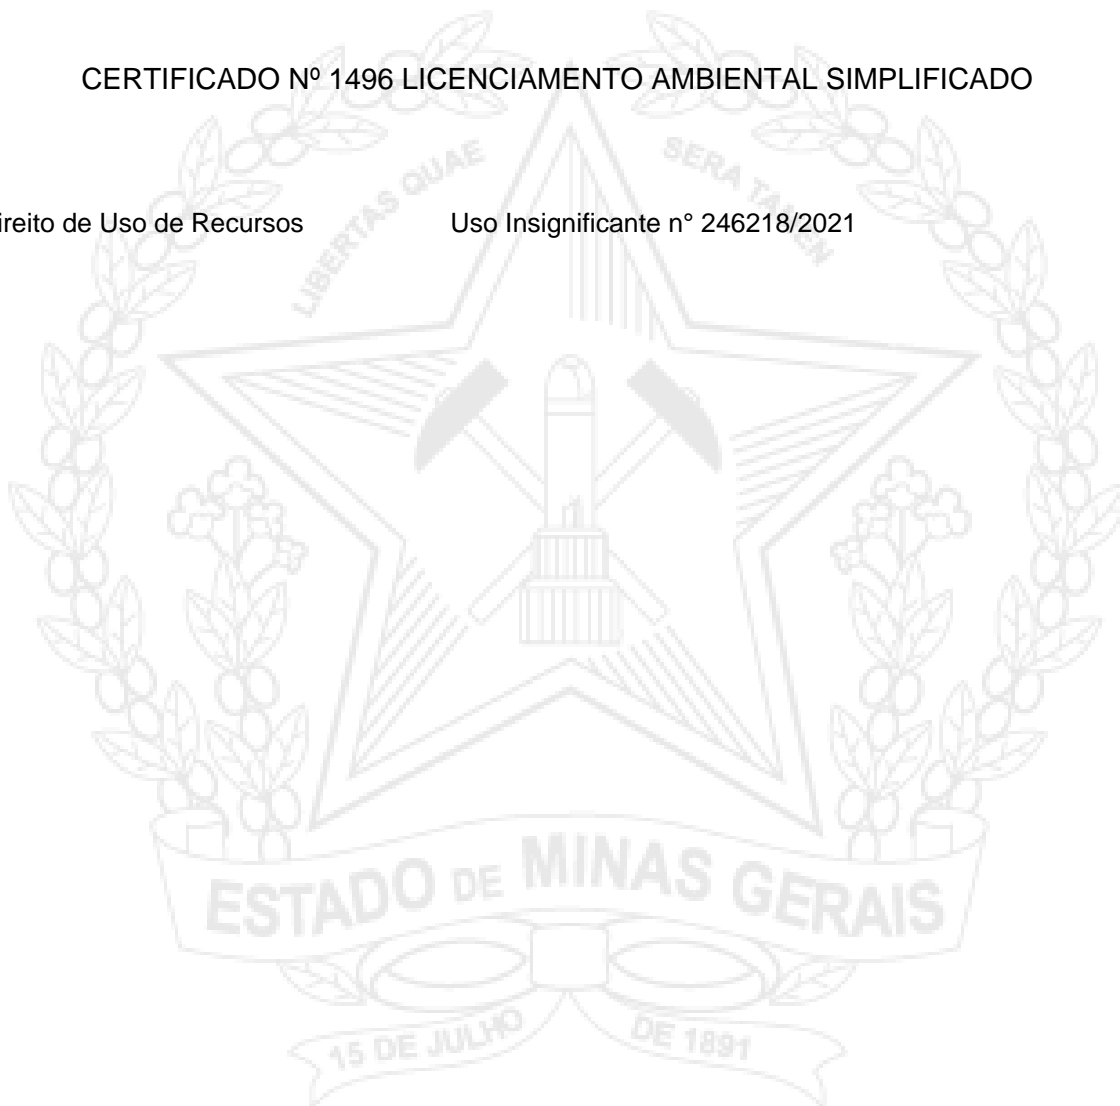 CERTIFICADO Nº 1496 LICENCIAMENTO AMBIENTAL SIMPLIFICADO
LIBERTAS QUAE SERA TAMEN
ireito de Uso de Recursos Uso Insignificante n° 246218/2021
ESTADO DE MINAS GERAIS
15 DE JULHO DE 1891